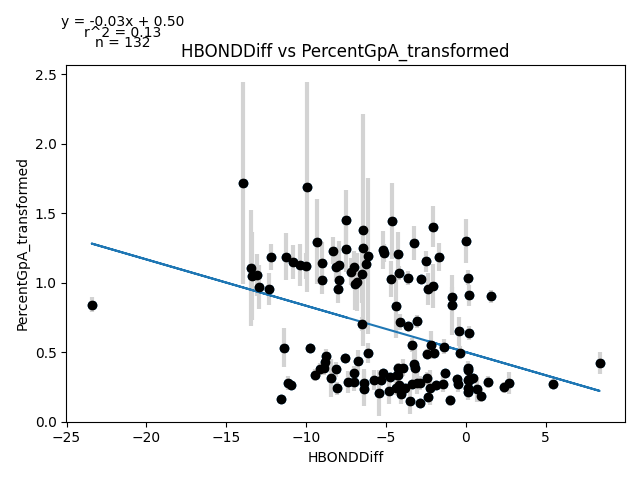 y = -0.03x + 0.50
r^2 = 0.13
n = 132
HBONDDiff vs PercentGpA_transformed
PercentGpA_transformed
2.5
2.0
1.5
1.0
0.5
0.0
−25
−20
−15
−10
−5
0
5
HBONDDiff